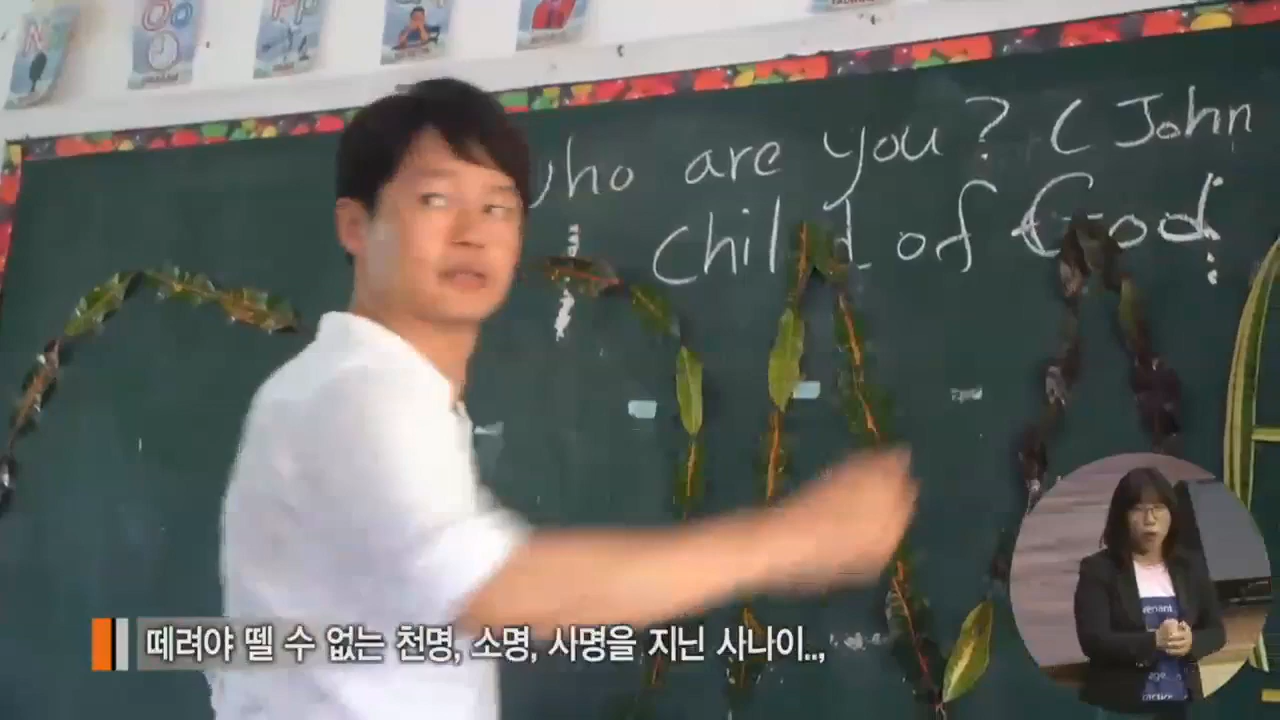 who are you? (John
Child of God
떼려야 뗄 수 없는 천명, 소명, 사명을 지닌 사나이..,